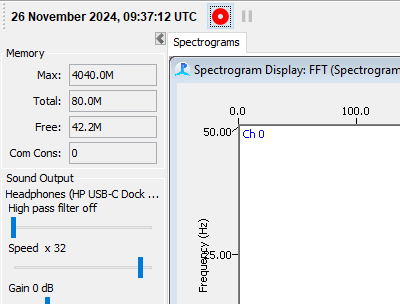 26 November 2024, 09:37:12 UTC
Spectrograms
Memory
Max: 4040.0M
Total: 80.0M
Free: 42.2M
Com Cons: 0
Sound Output
Headphones (HP USB-C Dock ...
High pass filter off
Speed x 32
Gain 0 dB
Spectrogram Display: FFT (Spectrogram
0.0 100.0
50.00
Ch 0
Frequency (Hz)
25.00